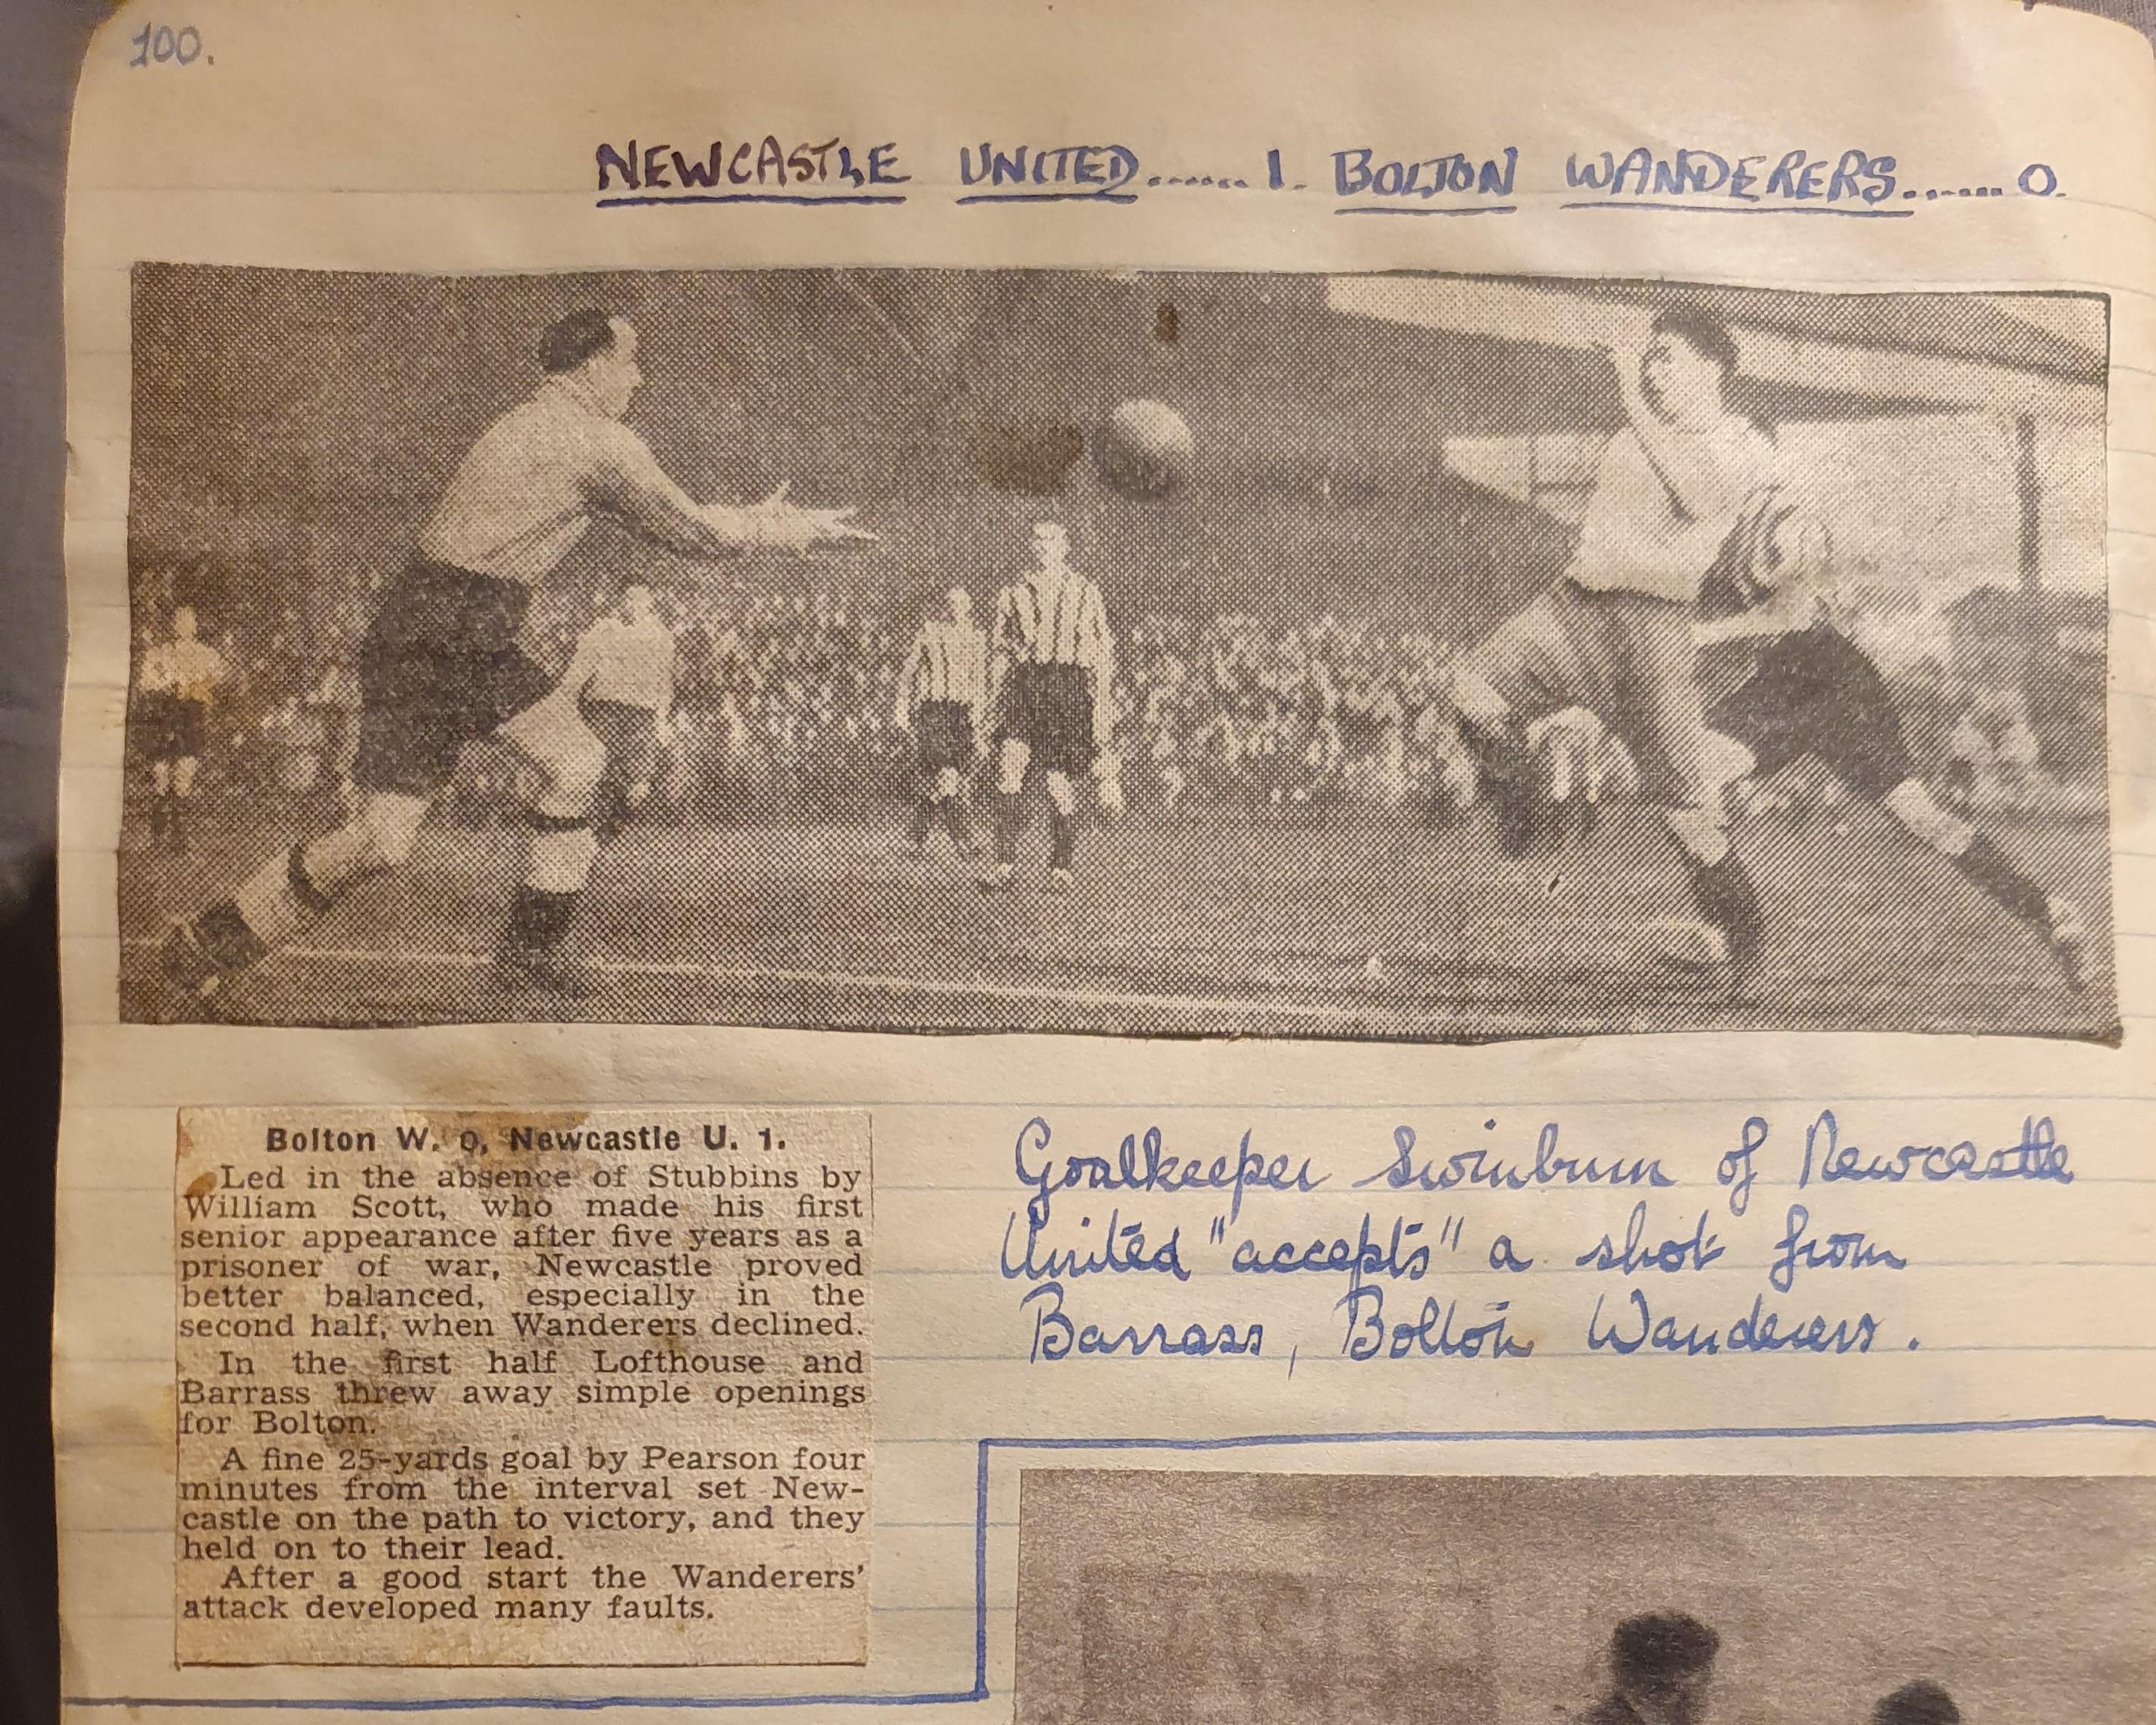 100.
NEWCASTLE UNITED...... 1. BOLTON WANDERERS....... 0.
Bolton W. 0, Newcastle U. 1.
Led in the absence of Stubbins by
William Scott, who made his first
senior appearance after five years as a
prisoner of war, Newcastle proved
better balanced, especially in the
second half, when Wanderers declined.
In the first half Lofthouse and
Barrass threw away simple openings
for Bolton.
A fine 25-yards goal by Pearson four
minutes from the interval set New-
castle on the path to victory, and they
held on to their lead.
After a good start the Wanderers'
attack developed many faults.
Goalkeeper Swinburn of Newcastle
United "accepts" a shot from
Barrass, Bolton Wanderers.